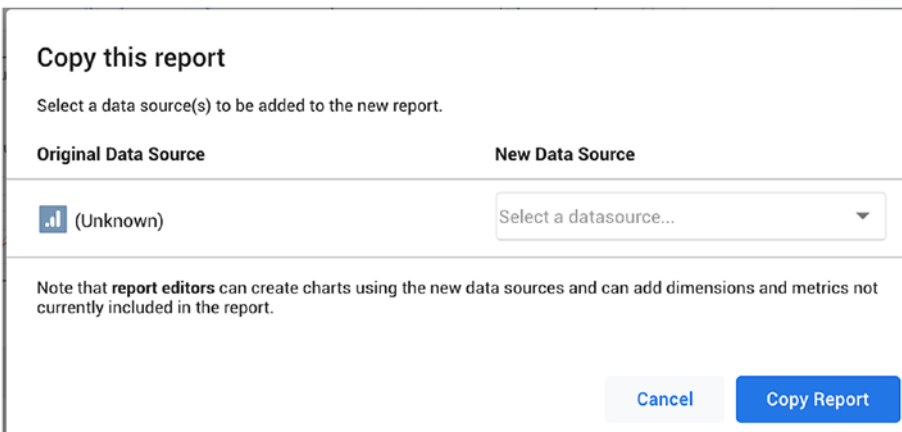 Copy this report
Select a data source(s) to be added to the new report.
Original Data Source New Data Source
(Unknown) Select a datasource...
Note that report editors can create charts using the new data sources and can add dimensions and metrics not
currently included in the report.
Cancel Copy Report